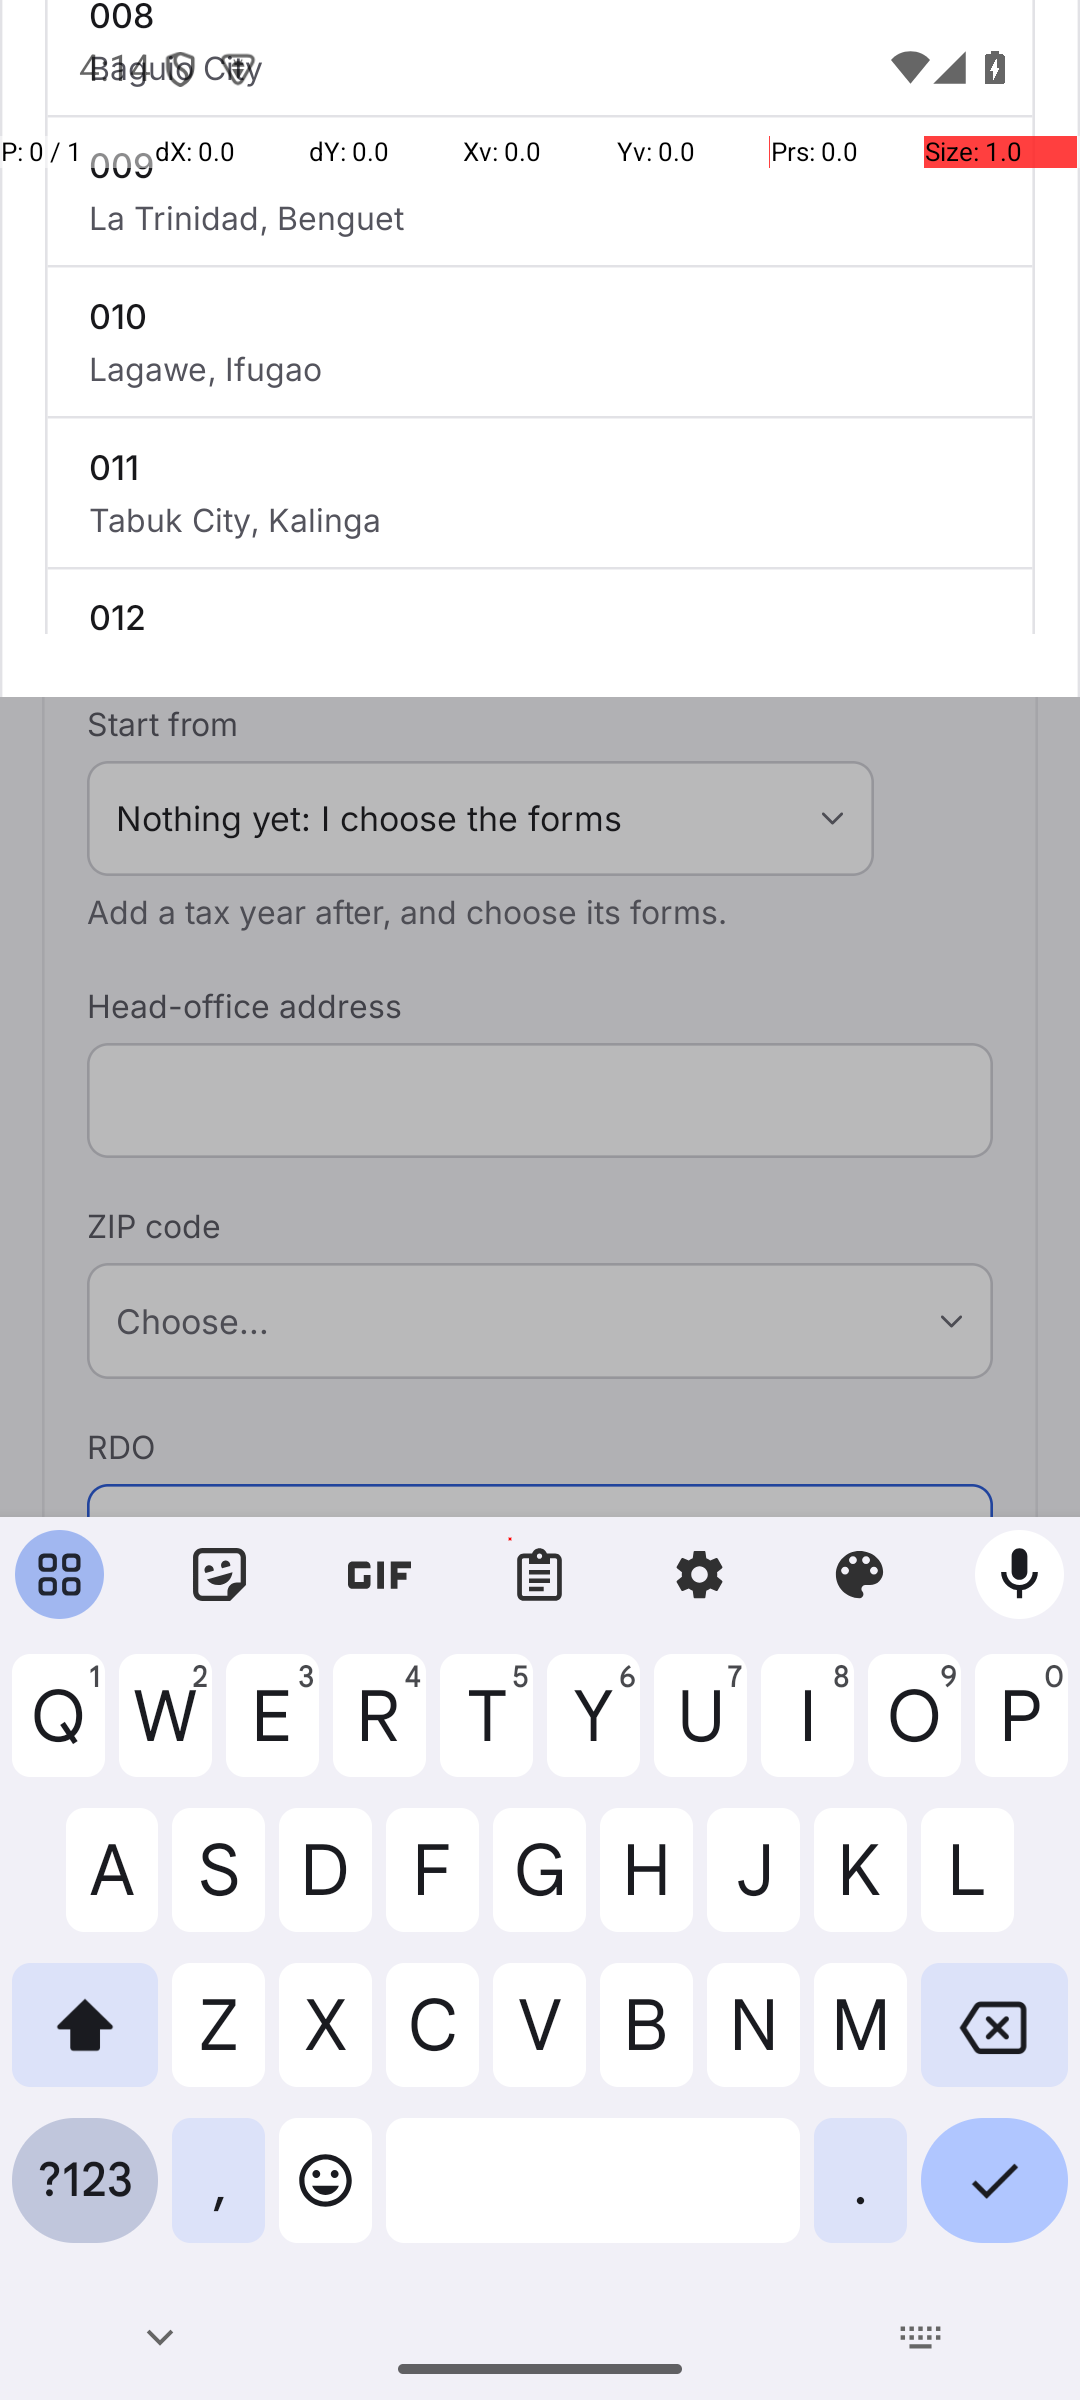 008
Baguio City
4:14
P: 0 / 1
dX: 0.0
dY: 0.0
Xv: 0.0
Yv: 0.0
Prs: 0.0
Size: 1.0
009
La Trinidad, Benguet
010
Lagawe, Ifugao
011
Tabuk City, Kalinga
012
Start from
Nothing yet: I choose the forms
Add a tax year after, and choose its forms.
Head-office address
ZIP code
Choose...
RDO
GIF
Q 1 W 2 E 3 R 4 T 5 Y 6 U 7 I 8 O 9 P 0
A S D F G H J K L
Z X C V B N M
?123 , .